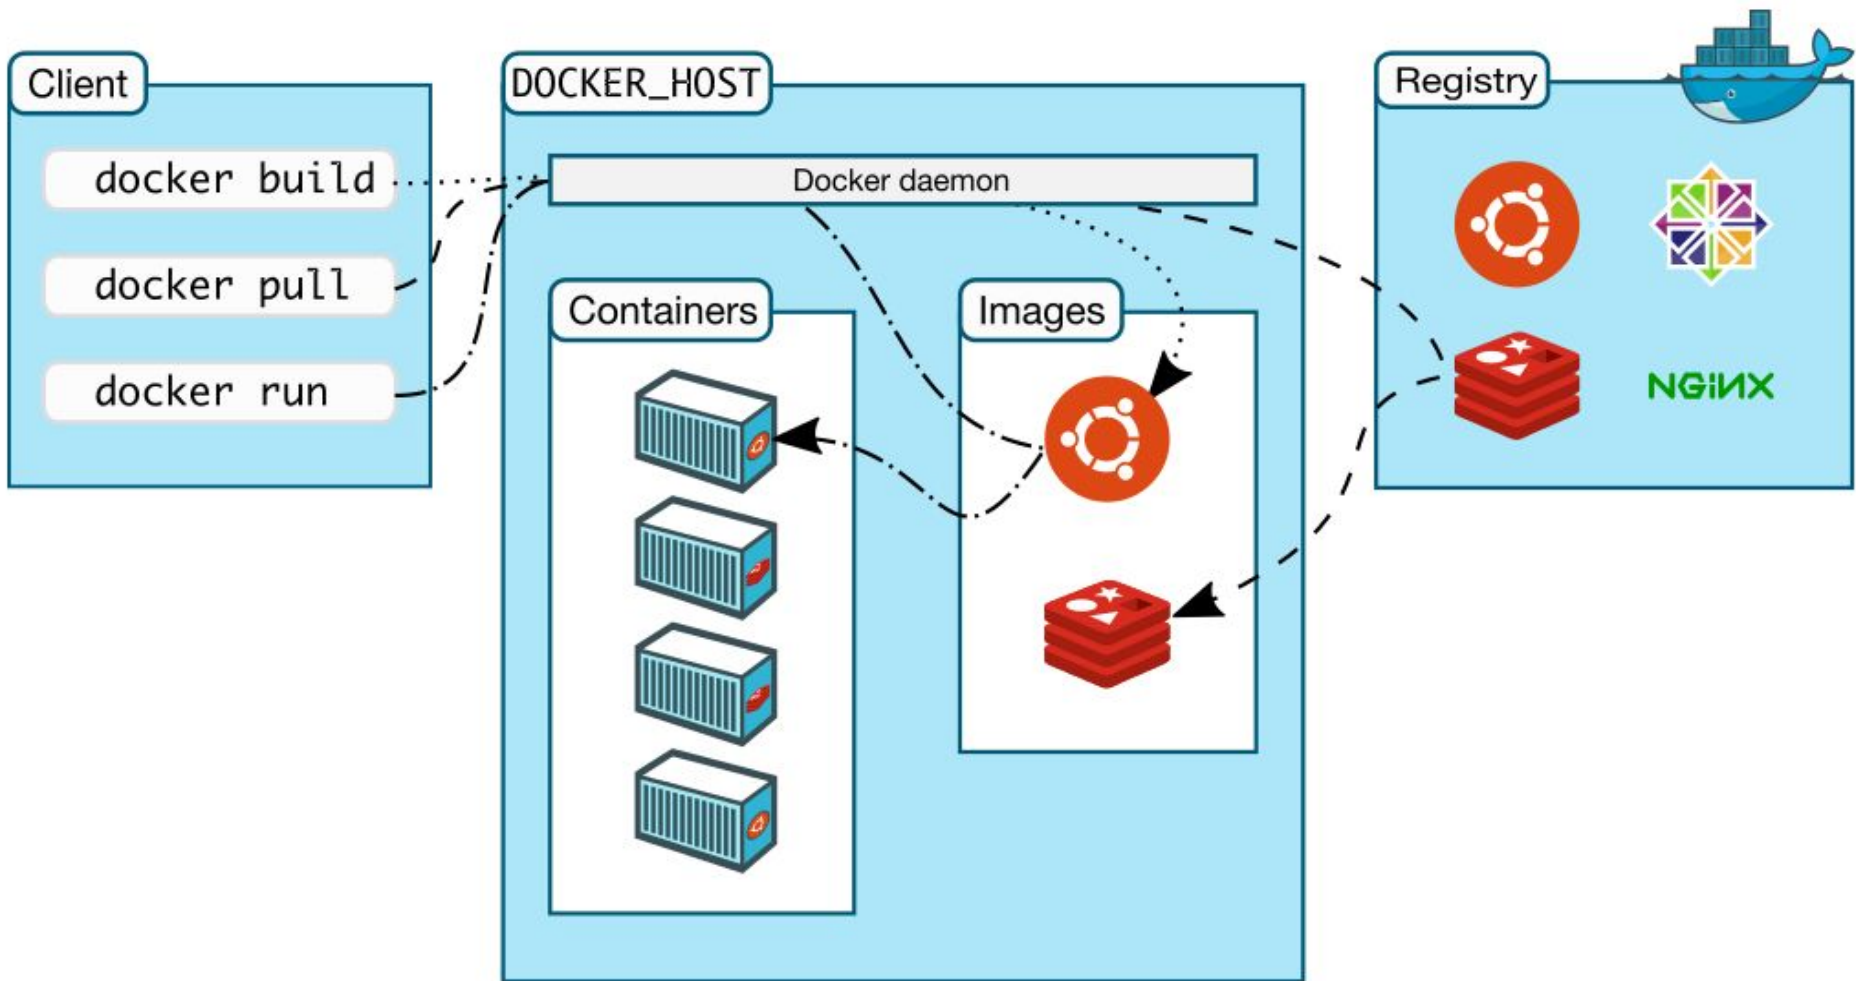 Client
docker build
docker pull
docker run
DOCKER_HOST
Docker daemon
Containers
Images
Registry
NGiNX